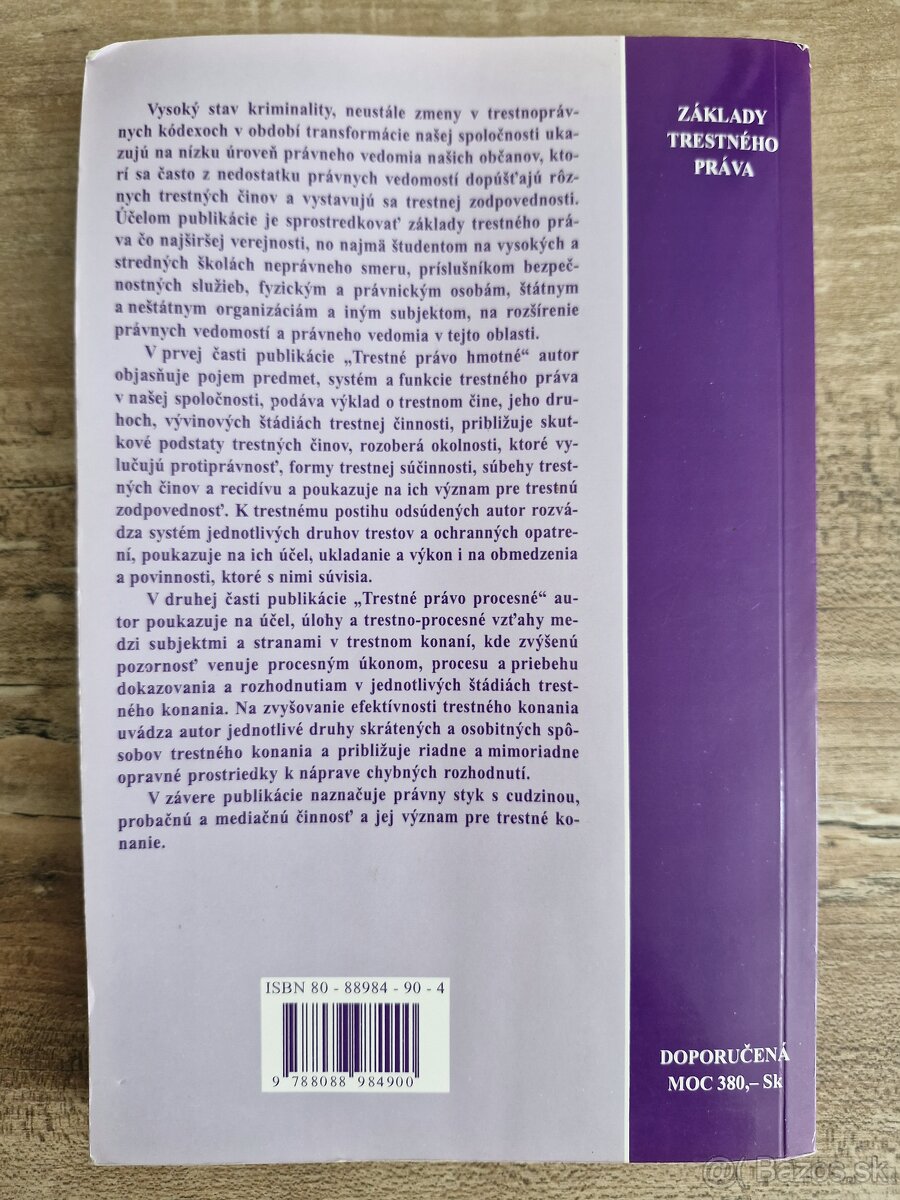 Vysoký stav kriminality, neustále zmeny v trestnopráv-
nych kódexoch v období transformácie našej spoločnosti uka-
zujú na nízku úroveň právneho vedomia našich občanov, kto-
rí sa často z nedostatku právnych vedomostí dopúšťajú rôz-
nych trestných činov a vystavujú sa trestnej zodpovednosti.
Účelom publikácie je sprostredkovať základy trestného prá-
va čo najširšej verejnosti, no najmä študentom na vysokých a
stredných školách neprávneho smeru, príslušníkom bezpeč-
nostných služieb, fyzickým a právnickým osobám, štátnym
a neštátnym organizáciám a iným subjektom, na rozšírenie
právnych vedomostí a právneho vedomia v tejto oblasti.
V prvej časti publikácie „Trestné právo hmotné“ autor
objasňuje pojem predmet, systém a funkcie trestného práva
v našej spoločnosti, podáva výklad o trestnom čine, jeho dru-
hoch, vývinových štádiách trestnej činnosti, približuje skut-
kové podstaty trestných činov, rozoberá okolnosti, ktoré vy-
lučujú protiprávnosť, formy trestnej súčinnosti, súbehy trest-
ných činov a recidívu a poukazuje na ich význam pre trestnú
zodpovednosť. K trestnému postihu odsúdených autor rozvá-
dza systém jednotlivých druhov trestov a ochranných opatre-
ní, poukazuje na ich účel, ukladanie a výkon i na obmedzenia
a povinnosti, ktoré s nimi súvisia.
V druhej časti publikácie „Trestné právo procesné“ au-
tor poukazuje na účel, úlohy a trestno-procesné vzťahy me-
dzi subjektmi a stranami v trestnom konaní, kde zvýšenú
pozornosť venuje procesným úkonom, procesu a priebehu
dokazovania a rozhodnutiam v jednotlivých štádiách trest-
ného konania. Na zvyšovanie efektívnosti trestného konania
uvádza autor jednotlivé druhy skrátených a osobitných spô-
sobov trestného konania a približuje riadne a mimoriadne
opravné prostriedky k náprave chybných rozhodnutí.
V závere publikácie naznačuje právny styk s cudzinou,
probačnú a mediačnú činnosť a jej význam pre trestné ko-
nanie.
ISBN 80 - 88984 - 90 - 4
9 788088 984900
ZÁKLADY
TRESTNÉHO
PRÁVA
DOPORUČENÁ
MOC 380,– Sk
Bazos.sk